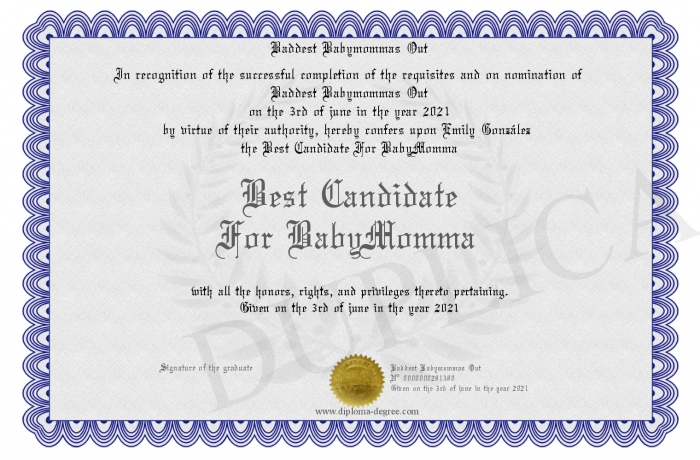 Baddest Babymommas Out
In recognition of the successful completion of the requisites and on nomination of
Baddest Babymommas Out
on the 3rd of june in the year 2021
by virtue of their authority, hereby confers upon Emily González
the Best Candidate For BabyMomma
Best Candidate
For BabyMomma
with all the honors, rights, and privileges thereto pertaining.
Given on the 3rd of june in the year 2021
DUPLICA
Signature of the graduate
Baddest Babymommas Out
Given on the 3rd of june in the year 2021
www.diploma-degree.com